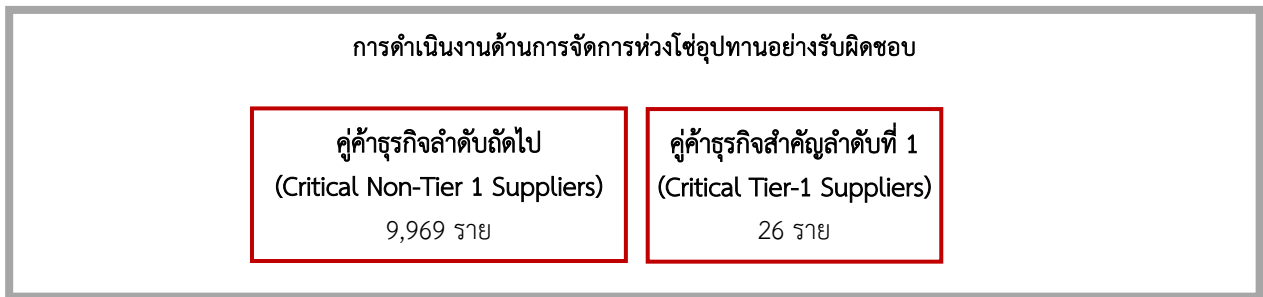 การดำเนินงานด้านการจัดการห่วงโซ่อุปทานอย่างรับผิดชอบ
คู่ค้าธุรกิจลำดับถัดไป
(Critical Non-Tier 1 Suppliers)
9,969 ราย
คู่ค้าธุรกิจสำคัญลำดับที่ 1
(Critical Tier-1 Suppliers)
26 ราย